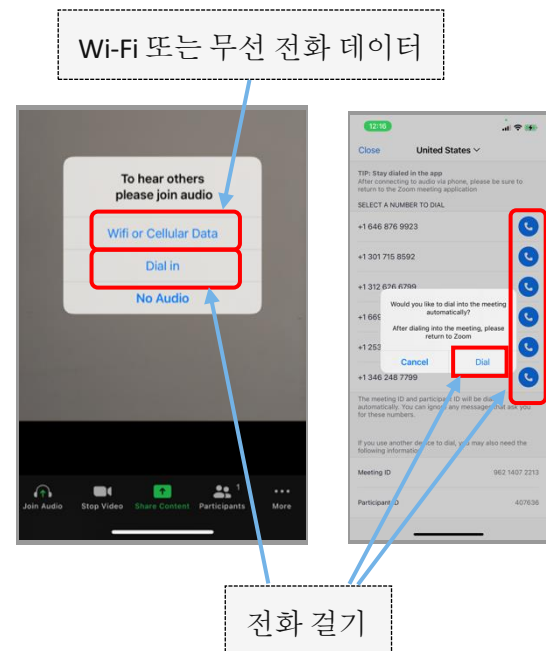 Wi-Fi 또는 무선 전화 데이터
To hear others
please join audio
Wifi or Cellular Data
Dial in
No Audio
Join Audio
Stop Video
Share Content
1
Participants
More
12:16
Close
United States
TIP: Stay dialed in the app
After connecting to audio via phone, please be sure to
return to the Zoom meeting application
SELECT A NUMBER TO DIAL
+1 646 876 9923
+1 301 715 8592
+1 312 626 6799
+1 669
+1 253
+1 346 248 7799
Would you like to dial into the meeting
automatically?
After dialing into the meeting, please
return to Zoom
Cancel
Dial
The meeting ID and participant ID will be dialed
automatically. You can ignore any messages that ask you
for these numbers.
If you use another device to dial, you may also need the
following information
Meeting ID
962 1407 2213
Participant ID
407636
전화 걸기